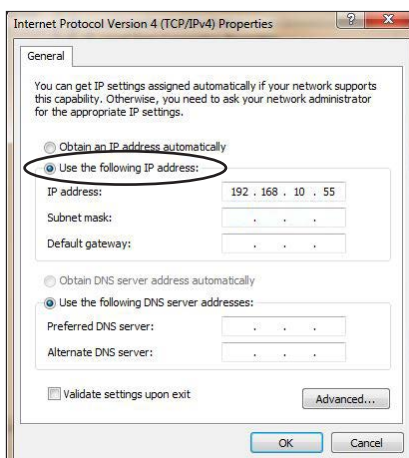 Internet Protocol Version 4 (TCP/IPv4) Properties
General
You can get IP settings assigned automatically if your network supports
this capability. Otherwise, you need to ask your network administrator
for the appropriate IP settings.
Obtain an IP address automatically
Use the following IP address:
IP address: 192 . 168 . 10 . 55
Subnet mask: . . .
Default gateway: . . .
Obtain DNS server address automatically
Use the following DNS server addresses:
Preferred DNS server: . . .
Alternate DNS server: . . .
Validate settings upon exit
Advanced...
OK Cancel